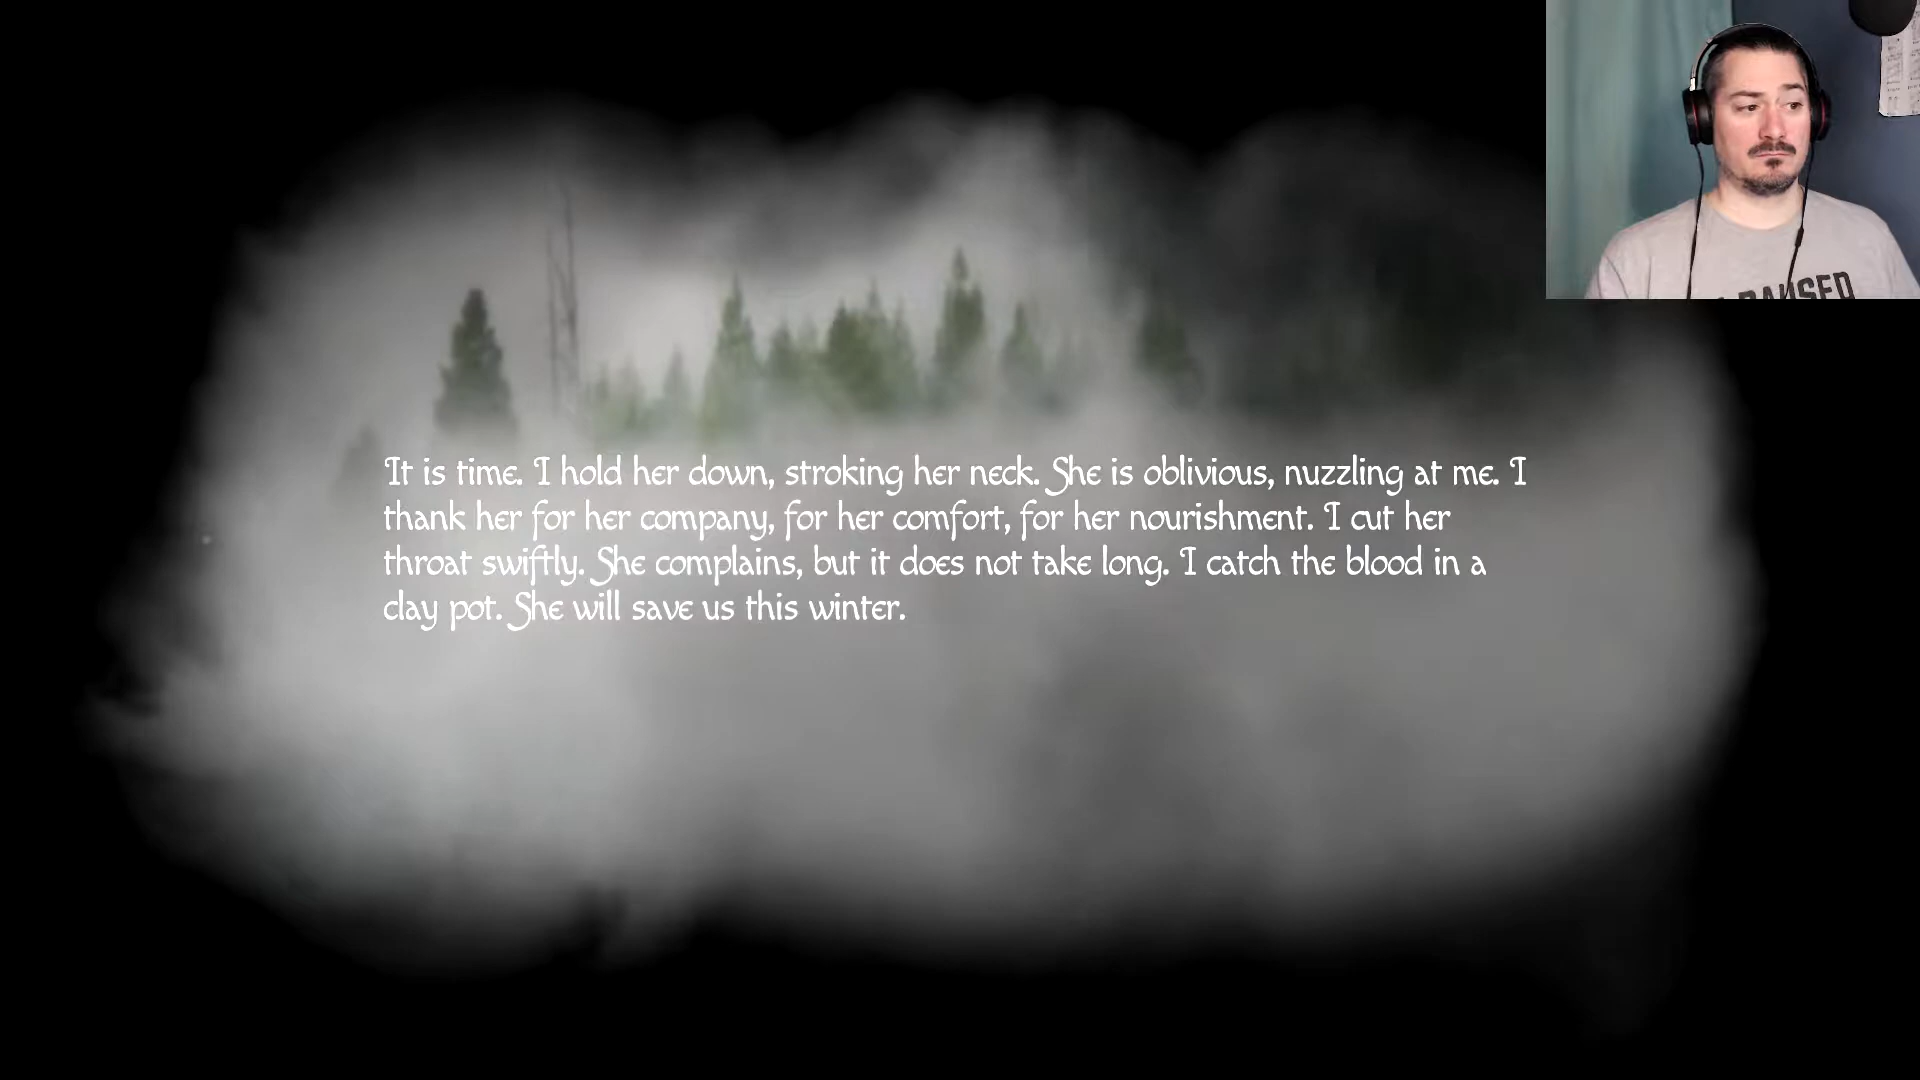 It is time. I hold her down, stroking her neck. She is oblivious, nuzzling at me. I
thank her for her company, for her comfort, for her nourishment. I cut her
throat swiftly. She complains, but it does not take long. I catch the blood in a
clay pot. She will save us this winter.